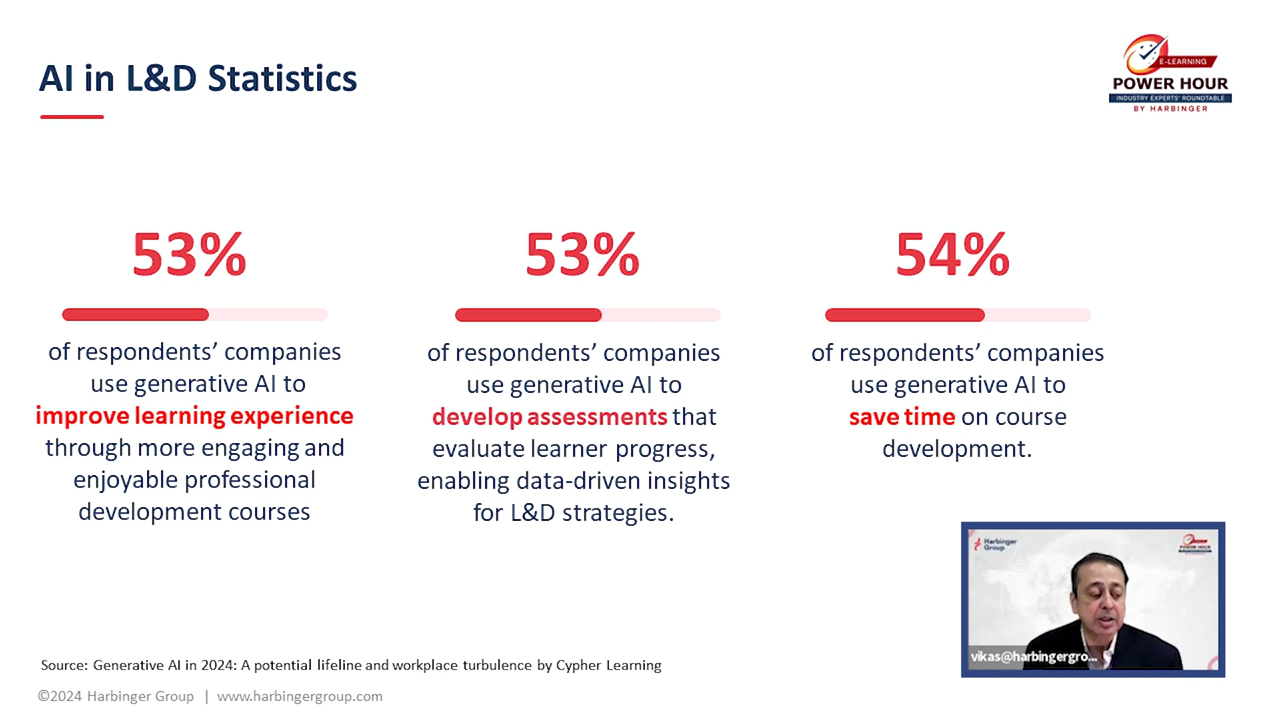 AI in L&D Statistics
E-LEARNING
POWER HOUR
INDUSTRY EXPERTS' ROUNDTABLE
BY HARBINGER
53%
of respondents’ companies
use generative AI to
improve learning experience
through more engaging and
enjoyable professional
development courses
53%
of respondents’ companies
use generative AI to
develop assessments that
evaluate learner progress,
enabling data-driven insights
for L&D strategies.
54%
of respondents’ companies
use generative AI to
save time on course
development.
Harbinger
Group
POWER HOUR
vikas@harbingergro...
Source: Generative AI in 2024: A potential lifeline and workplace turbulence by Cypher Learning
©2024 Harbinger Group | www.harbingergroup.com